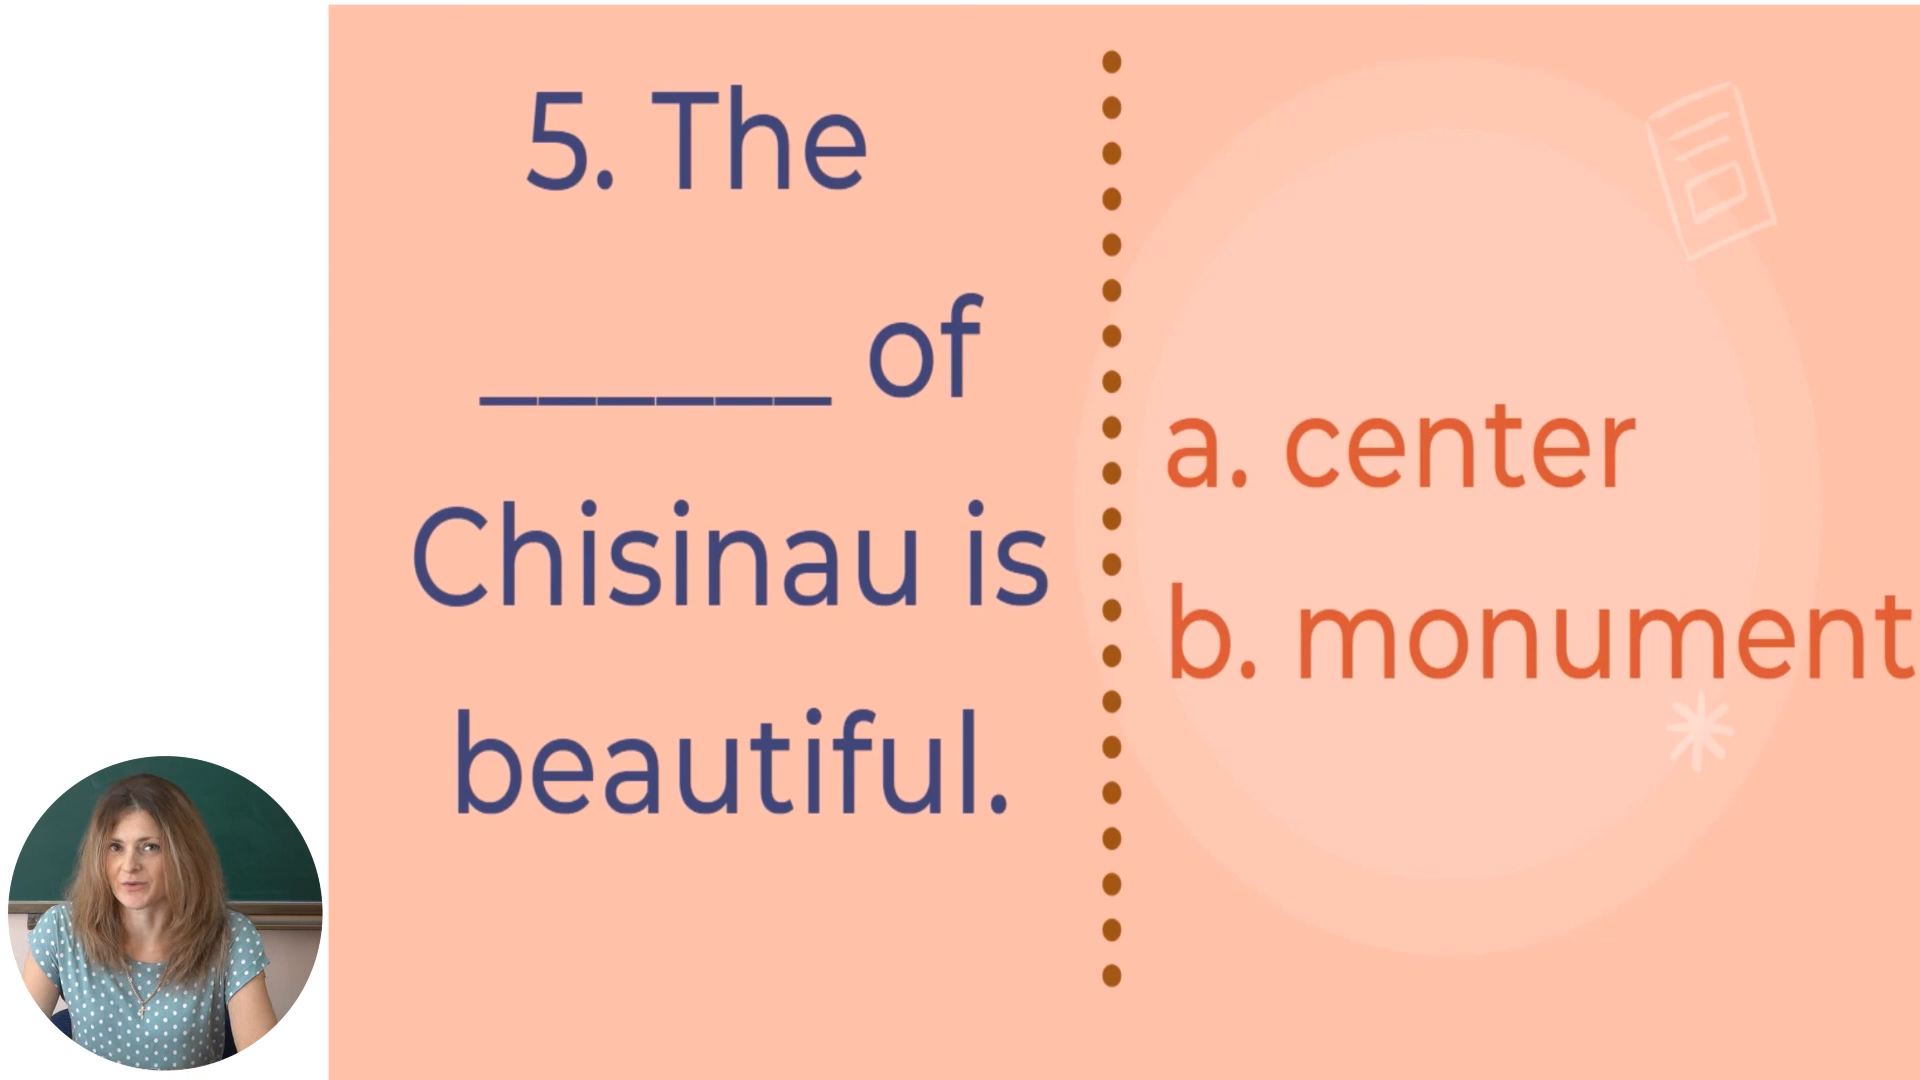 5. The
______ of
Chisinau is
beautiful.
a. center
b. monument